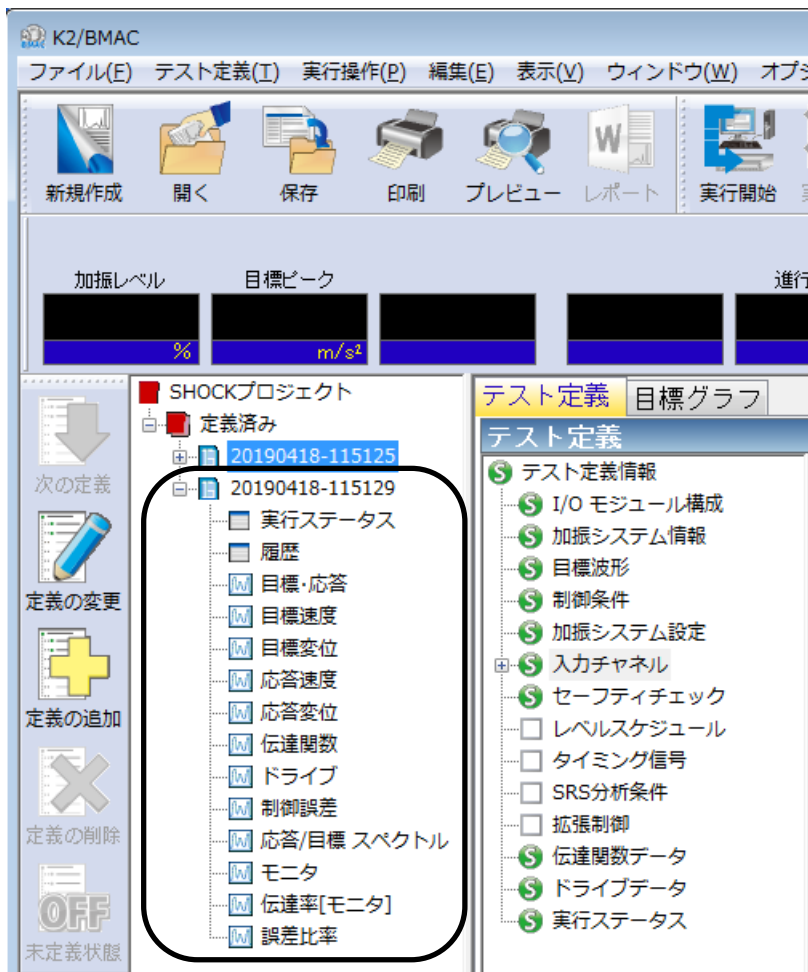 K2/BMAC
ファイル(F) テスト定義(T) 実行操作(P) 編集(E) 表示(V) ウィンドウ(W) オプシ
新規作成 開く 保存 印刷 プレビュー レポート 実行開始
加振レベル 目標ピーク 進行
% m/s²
次の定義
定義の変更
定義の追加
定義の削除
OFF
未定義状態
SHOCKプロジェクト
定義済み
20190418-115125
20190418-115129
実行ステータス
履歴
目標・応答
目標速度
目標変位
応答速度
応答変位
伝達関数
ドライブ
制御誤差
応答/目標 スペクトル
モニタ
伝達率[モニタ]
誤差比率
テスト定義 目標グラフ
テスト定義
テスト定義情報
I/O モジュール構成
加振システム情報
目標波形
制御条件
加振システム設定
入力チャネル
セーフティチェック
レベルスケジュール
タイミング信号
SRS分析条件
拡張制御
伝達関数データ
ドライブデータ
実行ステータス